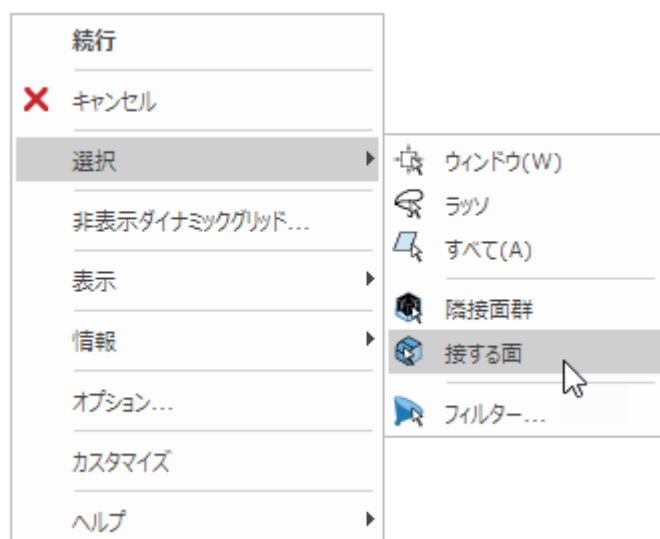 続行
キャンセル
選択
非表示ダイナミックグリッド...
表示
情報
オプション...
カスタマイズ
ヘルプ
ウィンドウ(W)
ラッソ
すべて(A)
隣接面群
接する面
フィルター...